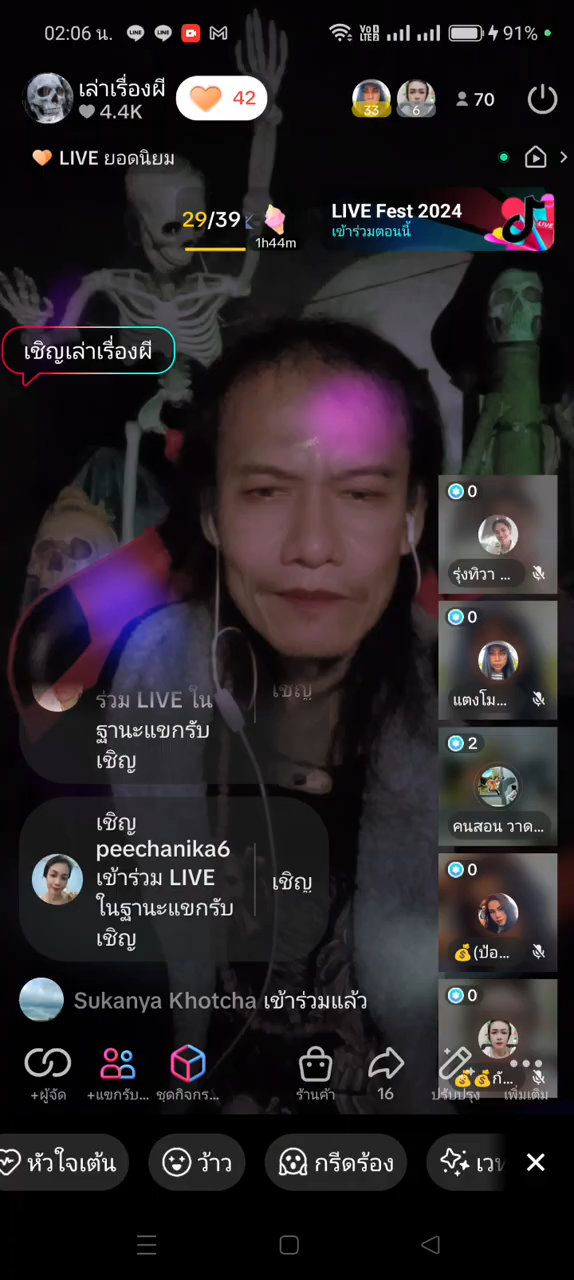 02:06 น.
VoD LTE2
91%
เล่าเรื่องผี
4.4K
42
33
6
70
LIVE ยอดนิยม
29/39
1h44m
LIVE Fest 2024
เข้าร่วมตอนนี้
LIVE
เชิญเล่าเรื่องผี
0
รุ่งทิวา ...
0
แตงโม...
2
คนสอน วาด...
0
💰(ป้อ...
0
💰💰กั...
ร่วม LIVE ใน
ฐานะแขกรับ
เชิญ
เชิญ
เชิญ
peechanika6
เข้าร่วม LIVE
ในฐานะแขกรับ
เชิญ
เชิญ
Sukanya Khotcha เข้าร่วมแล้ว
+ผู้จัด
+แขกรับ...
ชุดกิจกร...
ร้านค้า
16
ปรับปรุง
เพิ่มเติม
หัวใจเต้น
ว้าว
กรีดร้อง